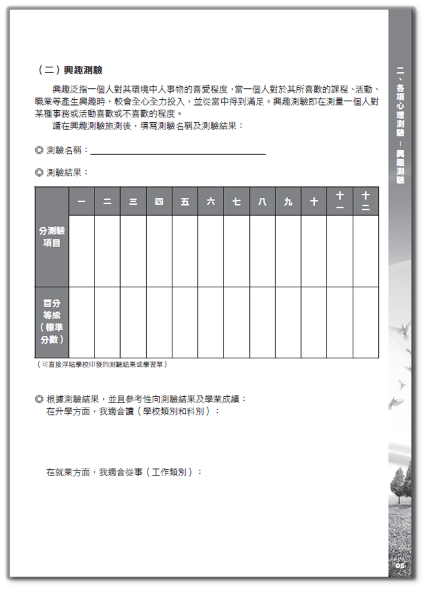 （二）興趣測驗
興趣泛指一個人對其環境中人事物的喜愛程度，當一個人對於其所喜歡的課程、活動、
職業等產生興趣時，較會全心全力投入，並從當中得到滿足。興趣測驗即在測量一個人對
某種事務或活動喜歡或不喜歡的程度。
請在興趣測驗施測後，填寫測驗名稱及測驗結果：
◎ 測驗名稱：
◎ 測驗結果：
一 二 三 四 五 六 七 八 九 十 十一 十二
分測驗
項目
百分
等級
（標準
分數）
（可直接浮貼學校印發的測驗結果或學習單）
◎ 根據測驗結果，並且參考性向測驗結果及學業成績：
在升學方面，我適合讀（學校類別和科別）：
在就業方面，我適合從事（工作類別）：
二、各項心理測驗－興趣測驗
05